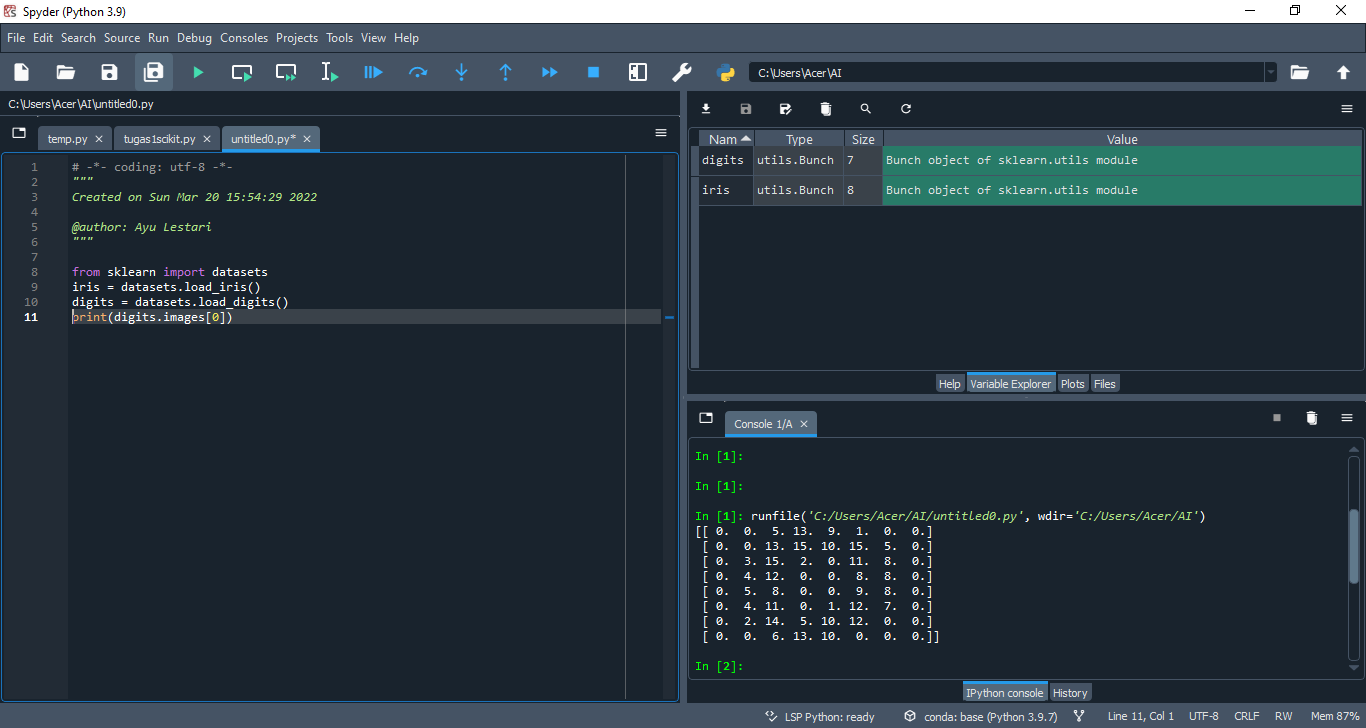 Spyder (Python 3.9)
File Edit Search Source Run Debug Consoles Projects Tools View Help
C:\Users\Acer\AI
C:\Users\Acer\AI\untitled0.py
temp.py tugas1scikit.py untitled0.py*
1 # -*- coding: utf-8 -*-
2 """
3 Created on Sun Mar 20 15:54:29 2022
4
5 @author: Ayu Lestari
6 """
7
8 from sklearn import datasets
9 iris = datasets.load_iris()
10 digits = datasets.load_digits()
11 print(digits.images[0])
Nam Type Size Value
digits utils.Bunch 7 Bunch object of sklearn.utils module
iris utils.Bunch 8 Bunch object of sklearn.utils module
Help Variable Explorer Plots Files
Console 1/A
In [1]:
In [1]:
In [1]: runfile('C:/Users/Acer/AI/untitled0.py', wdir='C:/Users/Acer/AI')
[[ 0.  0.  5. 13.  9.  1.  0.  0.]
 [ 0.  0. 13. 15. 10. 15.  5.  0.]
 [ 0.  3. 15.  2.  0. 11.  8.  0.]
 [ 0.  4. 12.  0.  0.  8.  8.  0.]
 [ 0.  5.  8.  0.  0.  9.  8.  0.]
 [ 0.  4. 11.  0.  1. 12.  7.  0.]
 [ 0.  2. 14.  5. 10. 12.  0.  0.]
 [ 0.  0.  6. 13. 10.  0.  0.  0.]]
In [2]:
IPython console History
LSP Python: ready conda: base (Python 3.9.7) Line 11, Col 1 UTF-8 CRLF RW Mem 87%